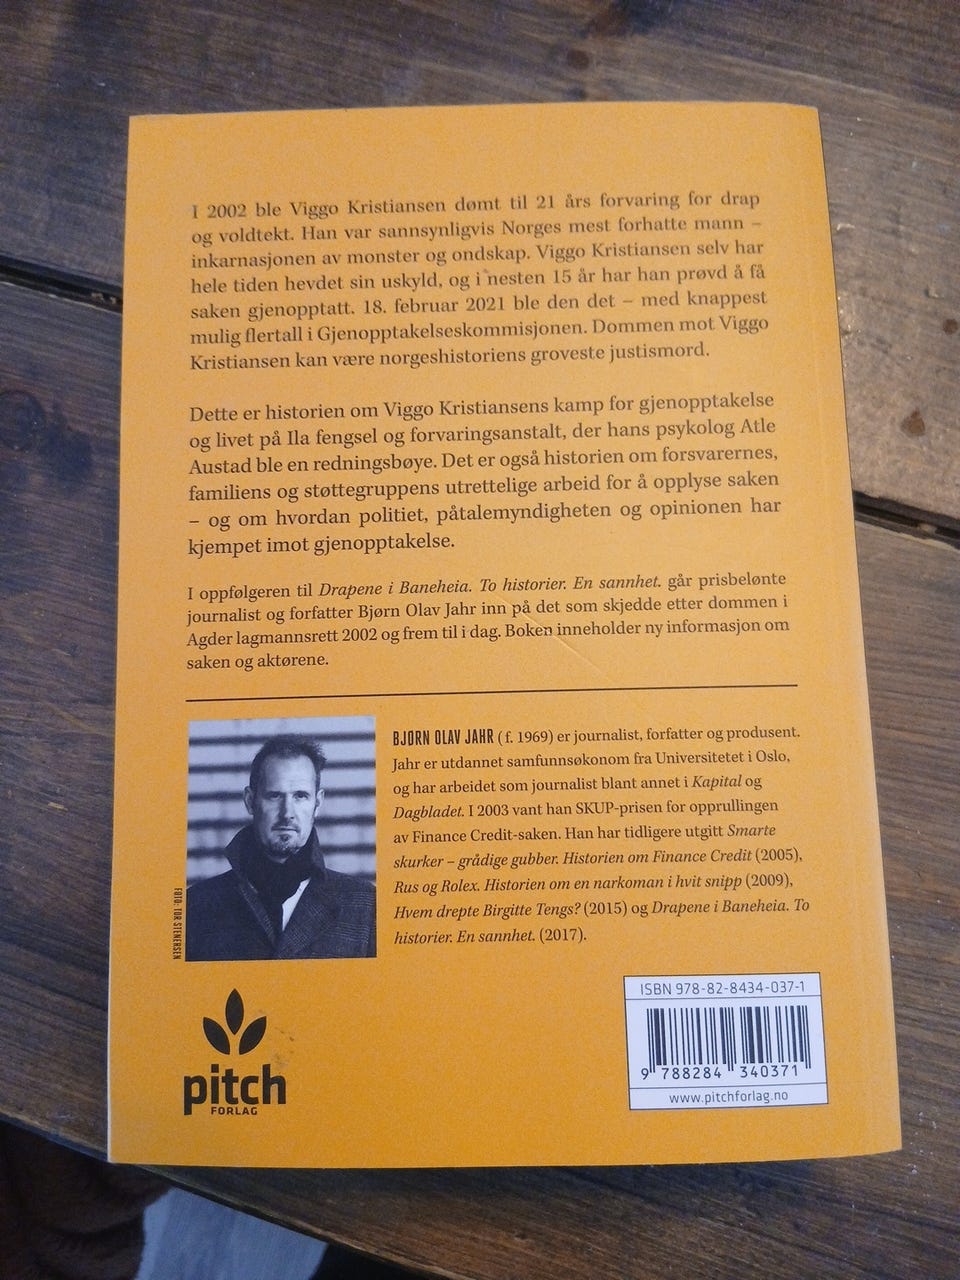 I 2002 ble Viggo Kristiansen dømt til 21 års forvaring for drap
og voldtekt. Han var sannsynligvis Norges mest forhatte mann –
inkarnasjonen av monster og ondskap. Viggo Kristiansen selv har
hele tiden hevdet sin uskyld, og i nesten 15 år har han prøvd å få
saken gjenopptatt. 18. februar 2021 ble den det – med knappest
mulig flertall i Gjenopptakelseskommisjonen. Dommen mot Viggo
Kristiansen kan være norgeshistoriens groveste justismord.
Dette er historien om Viggo Kristiansens kamp for gjenopptakelse
og livet på Ila fengsel og forvaringsanstalt, der hans psykolog Atle
Austad ble en redningsbøye. Det er også historien om forsvarernes,
familiens og støttegruppens utrettelige arbeid for å opplyse saken
– og om hvordan politiet, påtalemyndigheten og opinionen har
kjempet imot gjenopptakelse.
I oppfølgeren til Drapene i Baneheia. To historier. En sannhet. går prisbelønte
journalist og forfatter Bjørn Olav Jahr inn på det som skjedde etter dommen i
Agder lagmannsrett 2002 og frem til i dag. Boken inneholder ny informasjon om
saken og aktørene.
BJØRN OLAV JAHR (f. 1969) er journalist, forfatter og produsent.
Jahr er utdannet samfunnsøkonom fra Universitetet i Oslo,
og har arbeidet som journalist blant annet i Kapital og
Dagbladet. I 2003 vant han SKUP-prisen for opprullingen
av Finance Credit-saken. Han har tidligere utgitt Smarte
skurker – grådige gubber. Historien om Finance Credit (2005),
Rus og Rolex. Historien om en narkoman i hvit snipp (2009),
Hvem drepte Birgitte Tengs? (2015) og Drapene i Baneheia. To
historier. En sannhet. (2017).
FOTO: TOR STENERSEN
pitch
FORLAG
ISBN 978-82-8434-037-1
9 788284 340371
www.pitchforlag.no